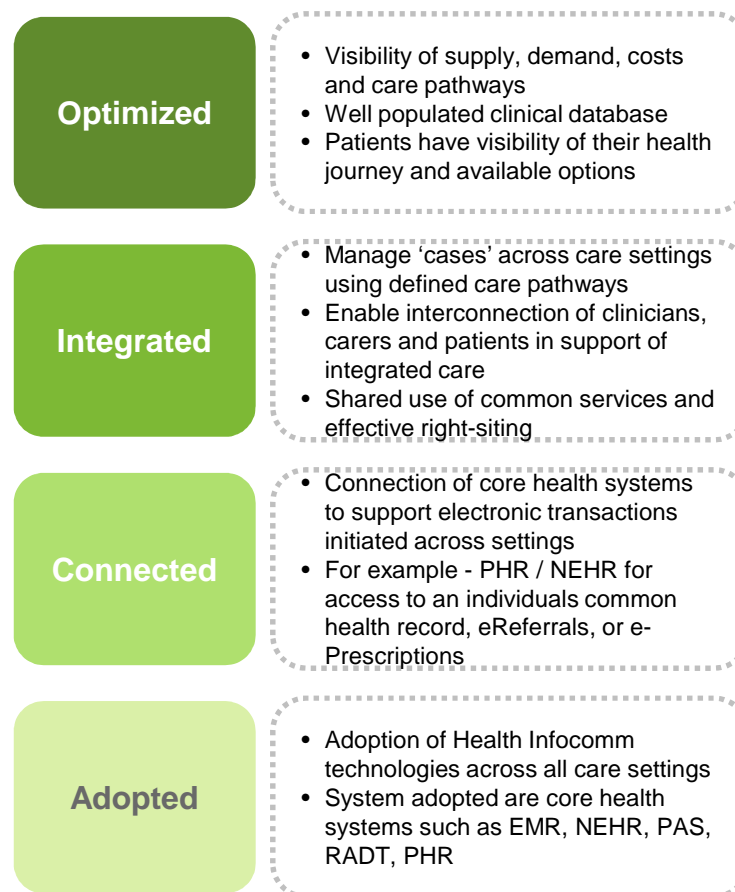 Optimized
• Visibility of supply, demand, costs
and care pathways
• Well populated clinical database
• Patients have visibility of their health
journey and available options
Integrated
• Manage ‘cases’ across care settings
using defined care pathways
• Enable interconnection of clinicians,
carers and patients in support of
integrated care
• Shared use of common services and
effective right-siting
Connected
• Connection of core health systems
to support electronic transactions
initiated across settings
• For example - PHR / NEHR for
access to an individuals common
health record, eReferrals, or e-
Prescriptions
Adopted
• Adoption of Health Infocomm
technologies across all care settings
• System adopted are core health
systems such as EMR, NEHR, PAS,
RADT, PHR